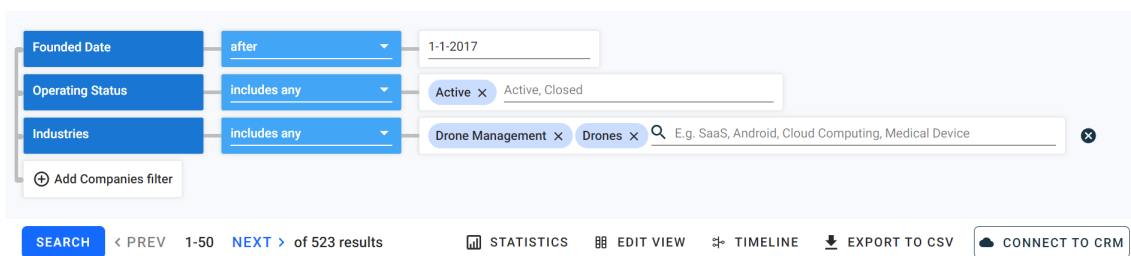 Founded Date after 1-1-2017
Operating Status includes any Active Active, Closed
Industries includes any Drone Management Drones E.g. SaaS, Android, Cloud Computing, Medical Device
Add Companies filter
SEARCH < PREV 1-50 NEXT > of 523 results STATISTICS EDIT VIEW TIMELINE EXPORT TO CSV CONNECT TO CRM